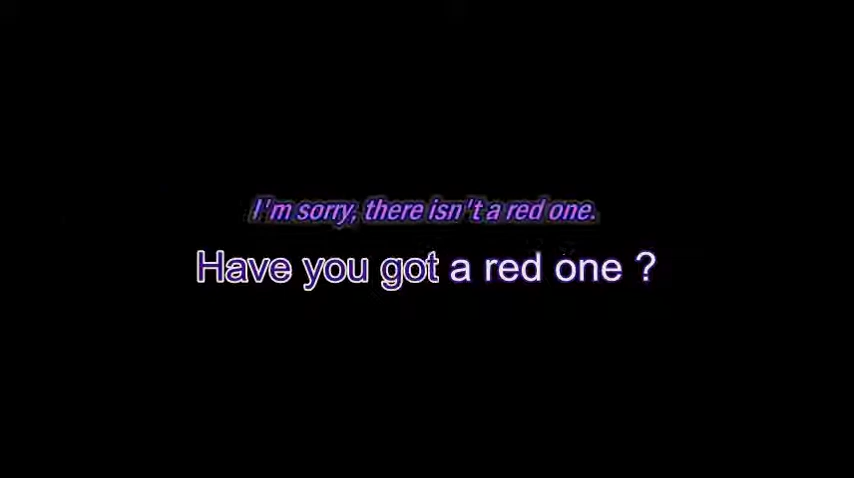 I'm sorry, there isn't a red one.
Have you got a red one ?